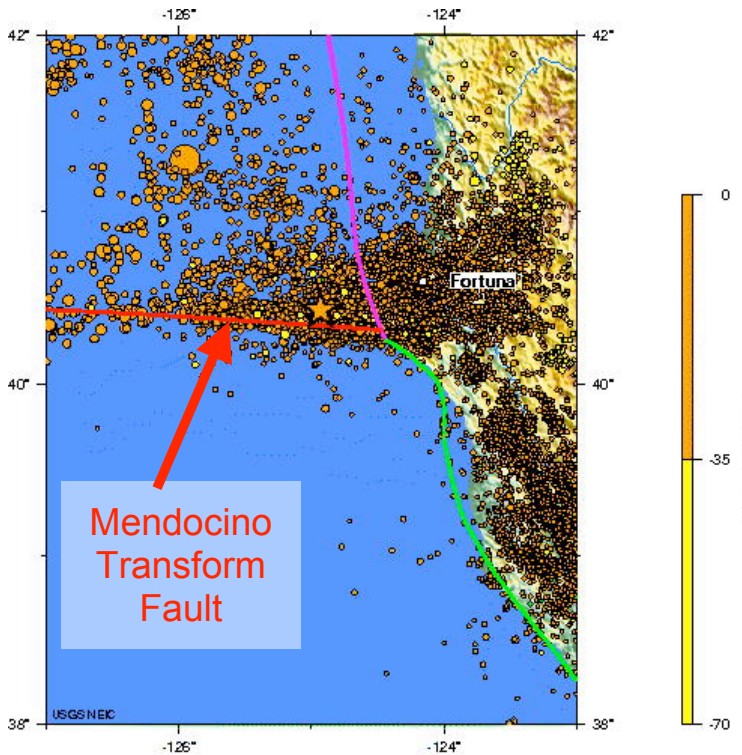 -126° -124°
42° 42°
0
Fortuna
40° 40°
-35
Mendocino
Transform
Fault
USGS NEIC
38° 38°
-70
-126° -124°